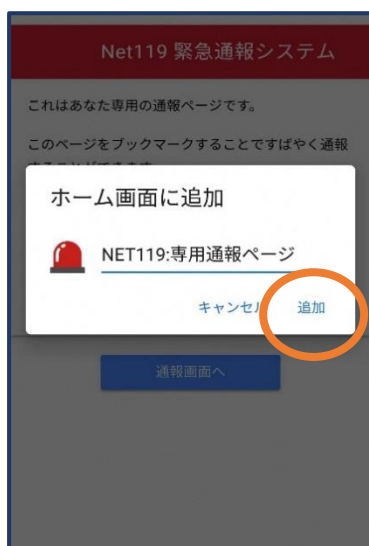 Net119 緊急通報システム
これはあなた専用の通報ページです。
このページをブックマークすることですばやく通報
ホーム画面に追加
NET119:専用通報ページ
キャンセル
追加
通報画面へ